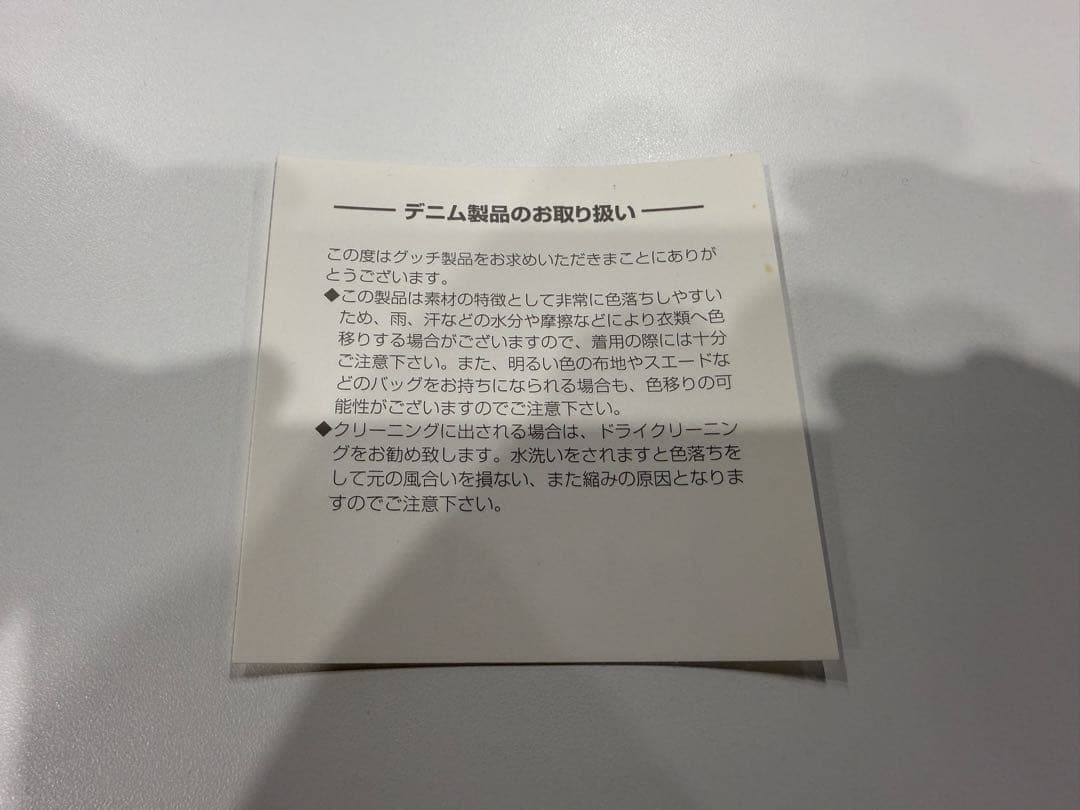 デニム製品のお取り扱い
この度はグッチ製品をお求めいただきまことにありが
とうございます。
◆この製品は素材の特徴として非常に色落ちしやすい
ため、雨、汗などの水分や摩擦などにより衣類へ色
移りする場合がございますので、着用の際には十分
ご注意下さい。また、明るい色の布地やスエードな
どのバッグをお持ちになられる場合も、色移りの可
能性がございますのでご注意下さい。
◆クリーニングに出される場合は、ドライクリーニン
グをお勧め致します。水洗いをされますと色落ちを
して元の風合いを損ない、また縮みの原因となりま
すのでご注意下さい。